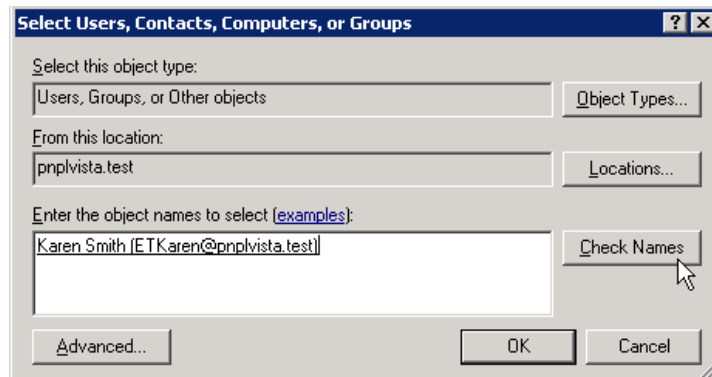 Select Users, Contacts, Computers, or Groups
Select this object type:
Users, Groups, or Other objects
Object Types...
From this location:
pnplvista.test
Locations...
Enter the object names to select (examples):
Karen Smith (ETKaren@pnplvista.test)
Check Names
Advanced...
OK
Cancel